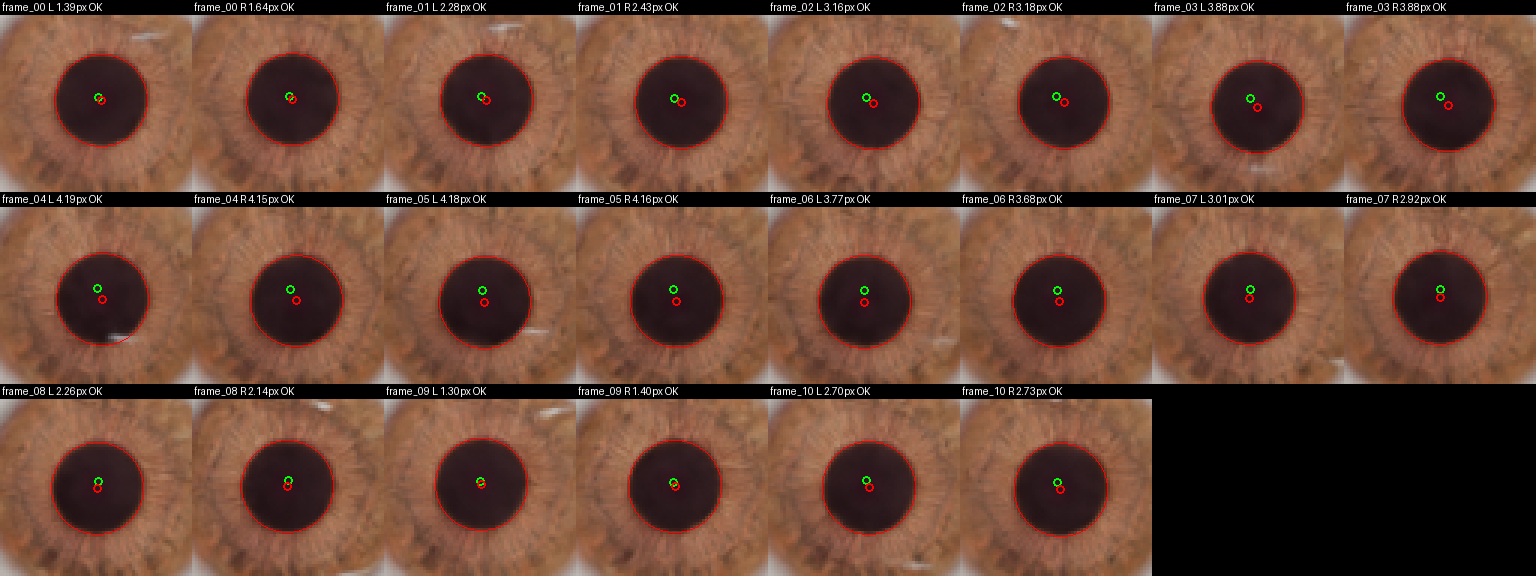 frame_00 L 1.39px OK
frame_00 R 1.64px OK
frame_01 L 2.28px OK
frame_01 R 2.43px OK
frame_02 L 3.16px OK
frame_02 R 3.18px OK
frame_03 L 3.88px OK
frame_03 R 3.88px OK
frame_04 L 4.19px OK
frame_04 R 4.15px OK
frame_05 L 4.18px OK
frame_05 R 4.16px OK
frame_06 L 3.77px OK
frame_06 R 3.68px OK
frame_07 L 3.01px OK
frame_07 R 2.92px OK
frame_08 L 2.26px OK
frame_08 R 2.14px OK
frame_09 L 1.30px OK
frame_09 R 1.40px OK
frame_10 L 2.70px OK
frame_10 R 2.73px OK